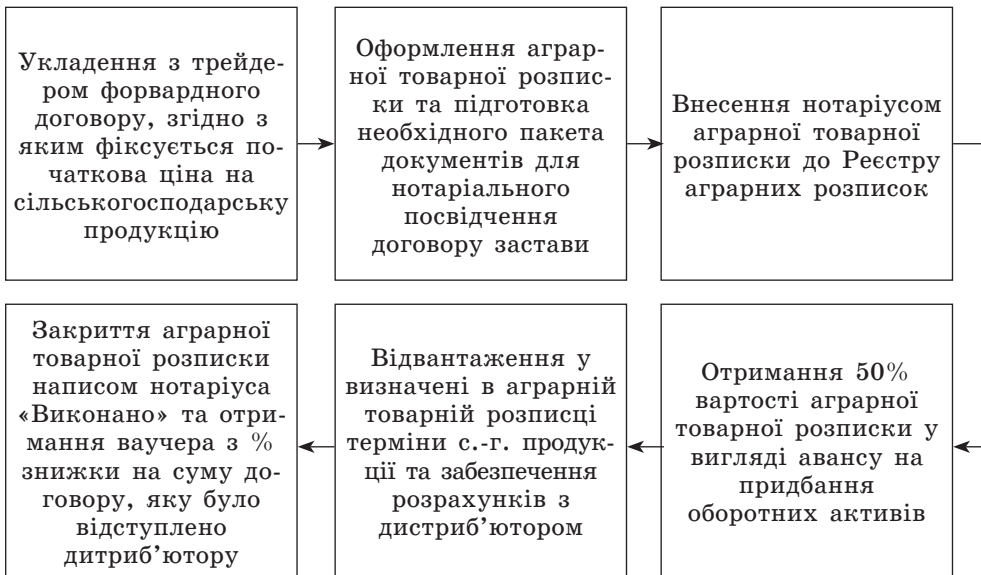 Укладення з трейде-
ром форвардного
договору, згідно з
яким фіксується по-
чаткова ціна на
сільськогосподарську
продукцію
Оформлення аграр-
ної товарної розпис-
ки та підготовка
необхідного пакета
документів для
нотаріального
посвідчення
договору застави
Внесення нотаріусом
аграрної товарної
розписки до Реєстру
аграрних розписок
Отримання 50%
вартості аграрної
товарної розписки у
вигляді авансу на
придбання
оборотних активів
Відвантаження у
визначені в аграрній
товарній розписці
терміни с.-г. продук-
ції та забезпечення
розрахунків з
дистриб’ютором
Закриття аграрної
товарної розписки
написом нотаріуса
«Виконано» та отри-
мання ваучера з %
знижки на суму до-
говору, яку було
відступлено
дитриб’ютору